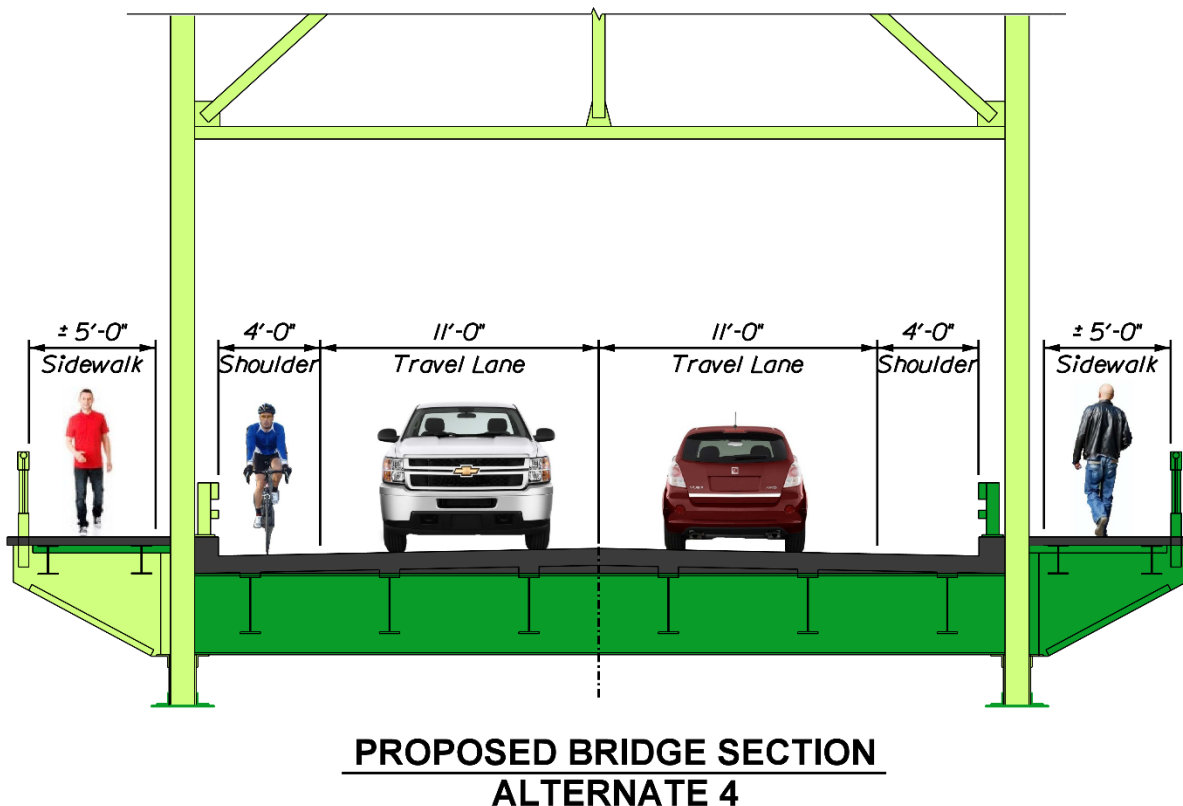 ± 5'-0"
Sidewalk
4'-0"
Shoulder
11'-0"
Travel Lane
11'-0"
Travel Lane
4'-0"
Shoulder
± 5'-0"
Sidewalk
PROPOSED BRIDGE SECTION
ALTERNATE 4